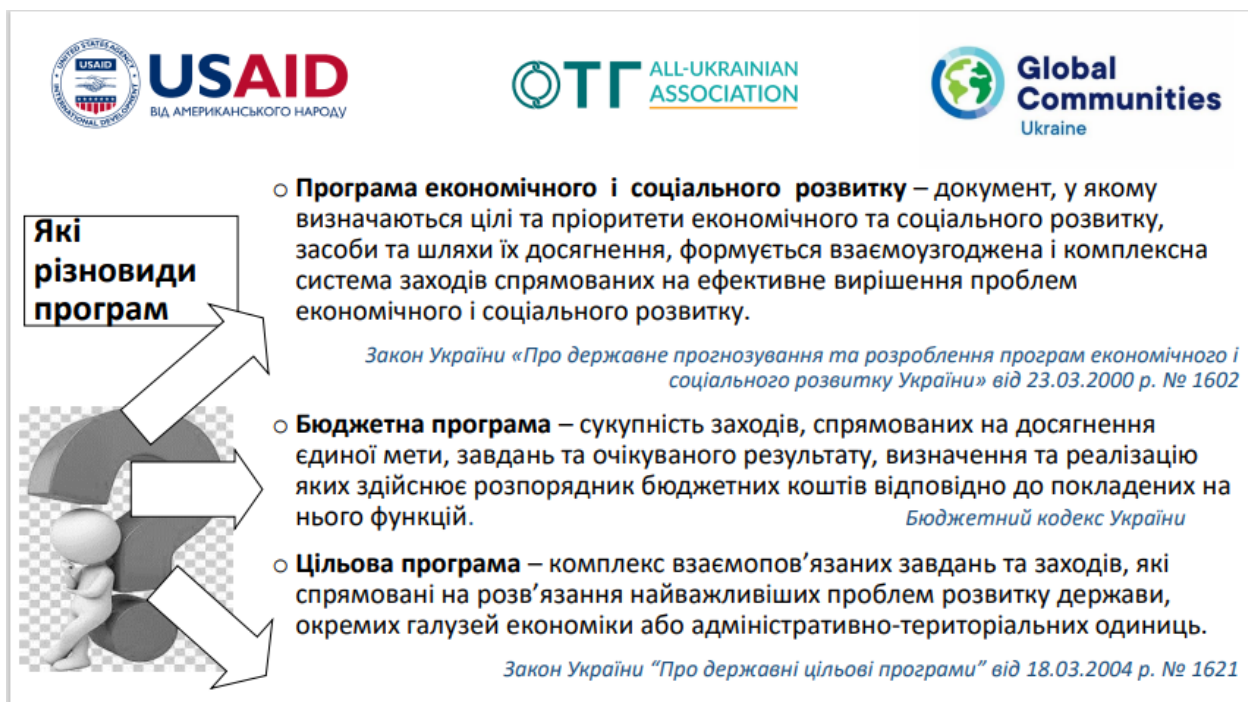 UNITED STATES AGENCY
INTERNATIONAL DEVELOPMENT
USAID
USAID
ВІД АМЕРИКАНСЬКОГО НАРОДУ
ОТГ
ALL-UKRAINIAN
ASSOCIATION
Global
Communities
Ukraine
Які
різновиди
програм
○ Програма економічного і соціального розвитку – документ, у якому
визначаються цілі та пріоритети економічного та соціального розвитку,
засоби та шляхи їх досягнення, формується взаємоузгоджена і комплексна
система заходів спрямованих на ефективне вирішення проблем
економічного і соціального розвитку.
Закон України «Про державне прогнозування та розроблення програм економічного і
соціального розвитку України» від 23.03.2000 р. № 1602
○ Бюджетна програма – сукупність заходів, спрямованих на досягнення
єдиної мети, завдань та очікуваного результату, визначення та реалізацію
яких здійснює розпорядник бюджетних коштів відповідно до покладених на
нього функцій. Бюджетний кодекс України
○ Цільова програма – комплекс взаємопов’язаних завдань та заходів, які
спрямовані на розв’язання найважливіших проблем розвитку держави,
окремих галузей економіки або адміністративно-територіальних одиниць.
Закон України “Про державні цільові програми” від 18.03.2004 р. № 1621